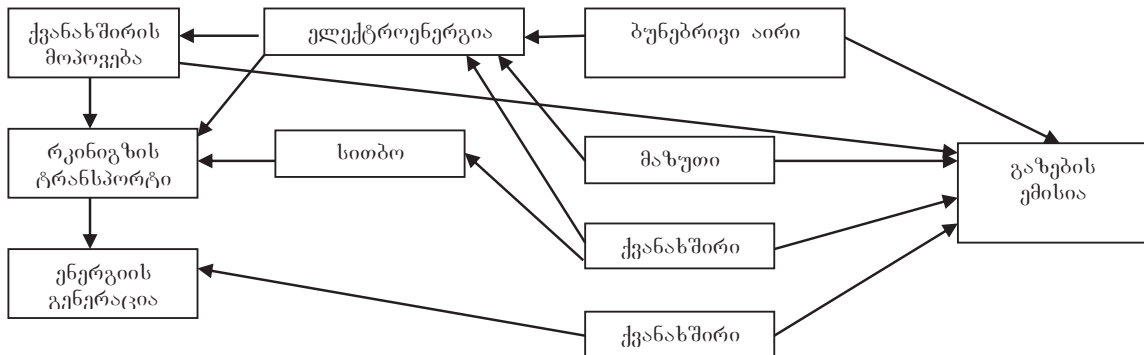 ქვანახშირის
მოპოვება
ელექტროენერგია
ბუნებრივი აირი
რკინიგზის
ტრანსპორტი
სითბო
მაზუთი
გაზების
ემისია
ქვანახშირი
ენერგიის
გენერაცია
ქვანახშირი